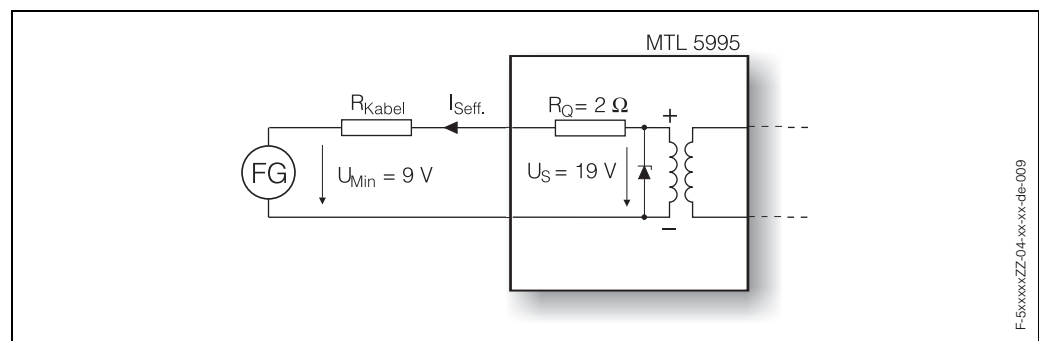 MTL 5995
R_Kabel
I_Seff.
R_Q = 2 Ω
+
FG
U_Min = 9 V
U_S = 19 V
–
F-5xxxxxZZ-04-xx-xx-de-009